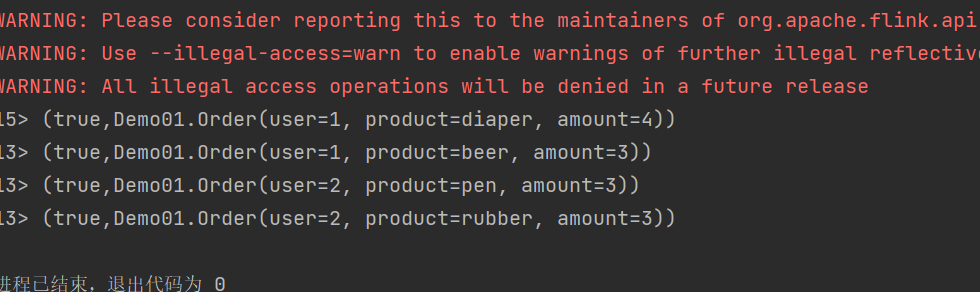 WARNING: Please consider reporting this to the maintainers of org.apache.flink.api
WARNING: Use --illegal-access=warn to enable warnings of further illegal reflective
WARNING: All illegal access operations will be denied in a future release
15> (true,Demo01.Order(user=1, product=diaper, amount=4))
13> (true,Demo01.Order(user=1, product=beer, amount=3))
13> (true,Demo01.Order(user=2, product=pen, amount=3))
13> (true,Demo01.Order(user=2, product=rubber, amount=3))
进程已结束，退出代码为 0